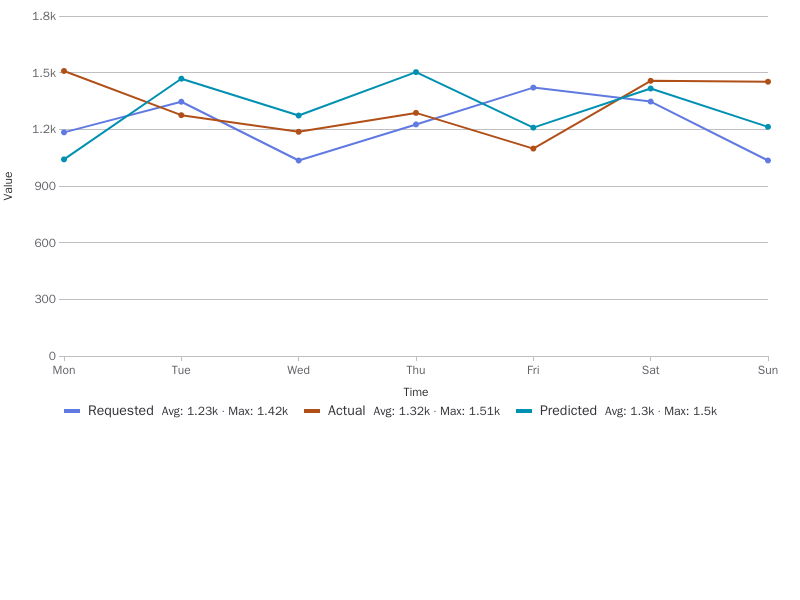 1.8k
1.5k
1.2k
900
600
300
0
Value
Mon Tue Wed Thu Fri Sat Sun
Time
Requested Avg: 1.23k · Max: 1.42k Actual Avg: 1.32k · Max: 1.51k Predicted Avg: 1.3k · Max: 1.5k